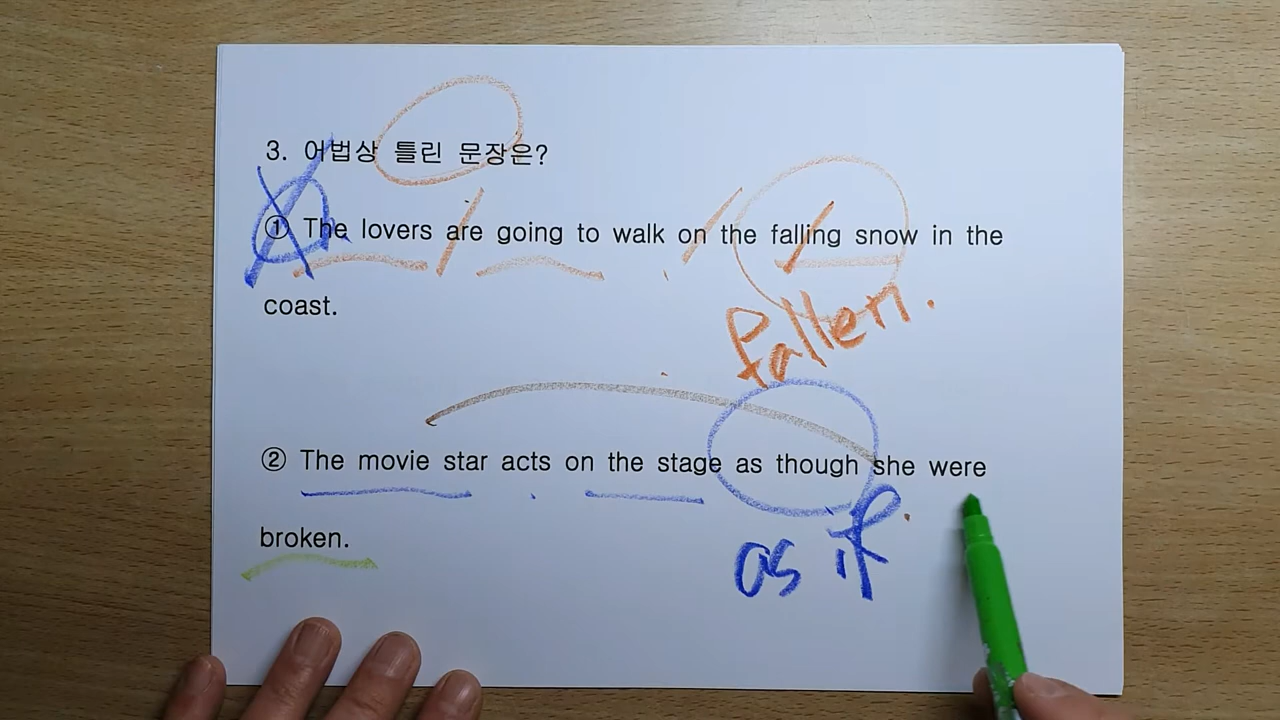 3. 어법상 틀린 문장은?
① The lovers are going to walk on the falling snow in the
coast.
fallen.
② The movie star acts on the stage as though she were
broken.
as if